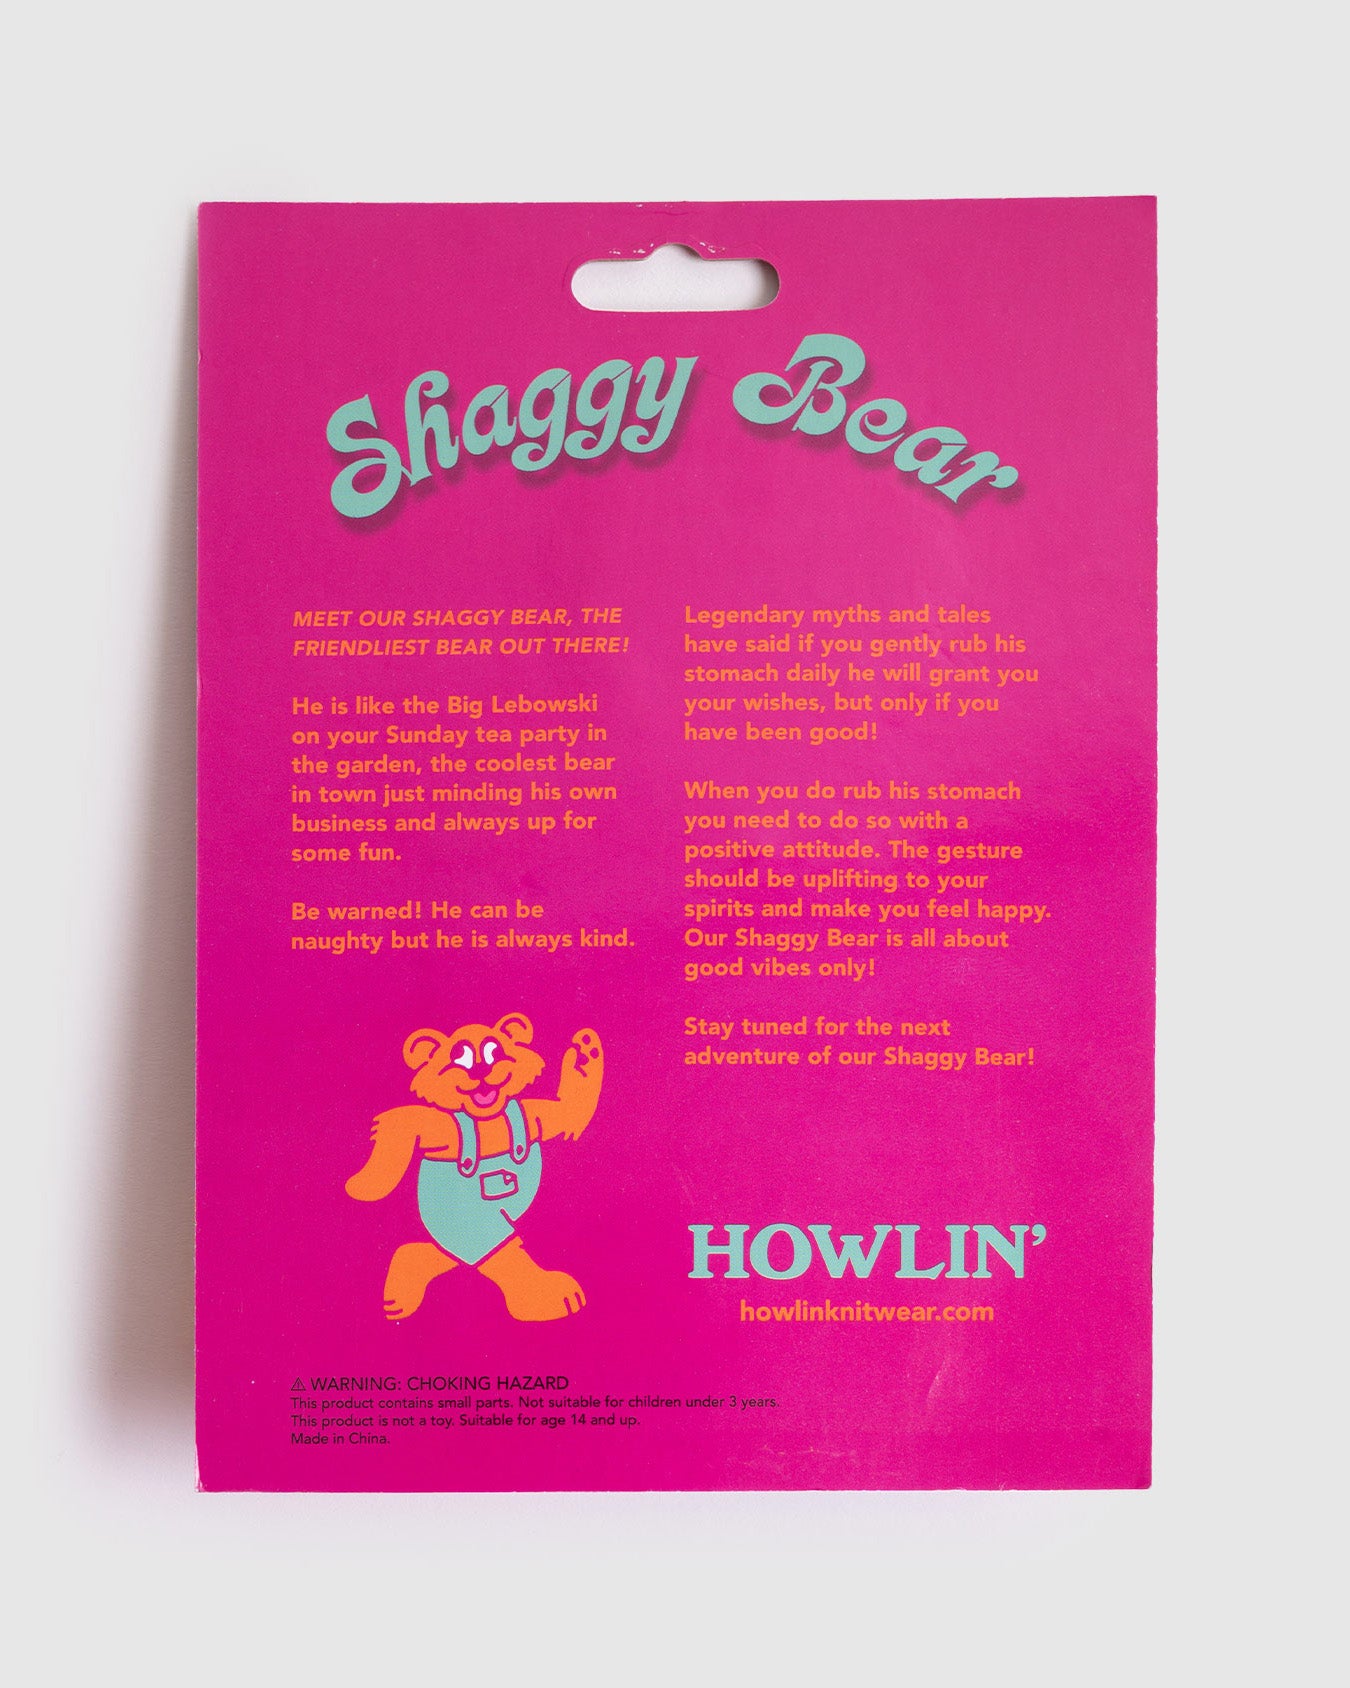 Shaggy Bear
MEET OUR SHAGGY BEAR, THE
FRIENDLIEST BEAR OUT THERE!
He is like the Big Lebowski
on your Sunday tea party in
the garden, the coolest bear
in town just minding his own
business and always up for
some fun.
Be warned! He can be
naughty but he is always kind.
Legendary myths and tales
have said if you gently rub his
stomach daily he will grant you
your wishes, but only if you
have been good!
When you do rub his stomach
you need to do so with a
positive attitude. The gesture
should be uplifting to your
spirits and make you feel happy.
Our Shaggy Bear is all about
good vibes only!
Stay tuned for the next
adventure of our Shaggy Bear!
HOWLIN’
howlinknitwear.com
⚠ WARNING: CHOKING HAZARD
This product contains small parts. Not suitable for children under 3 years.
This product is not a toy. Suitable for age 14 and up.
Made in China.